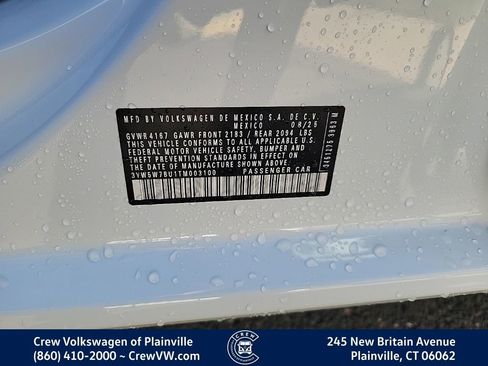 MFD BY VOLKSWAGEN DE MEXICO S.A. DE C.V.
MEXICO 08/25
GVWR 4167 GAWR FRONT 2183 / REAR 2094 LBS
THIS VEHICLE CONFORMS TO ALL APPLICABLE U.S.
FEDERAL MOTOR VEHICLE SAFETY, BUMPER AND
THEFT PREVENTION STANDARDS IN EFFECT ON
THE DATE OF MANUFACTURE SHOWN ABOVE
3VW5W7BU1TM003100 PASSENGER CAR
Crew Volkswagen of Plainville
(860) 410-2000 ~ CrewVW.com
CREW
245 New Britain Avenue
Plainville, CT 06062